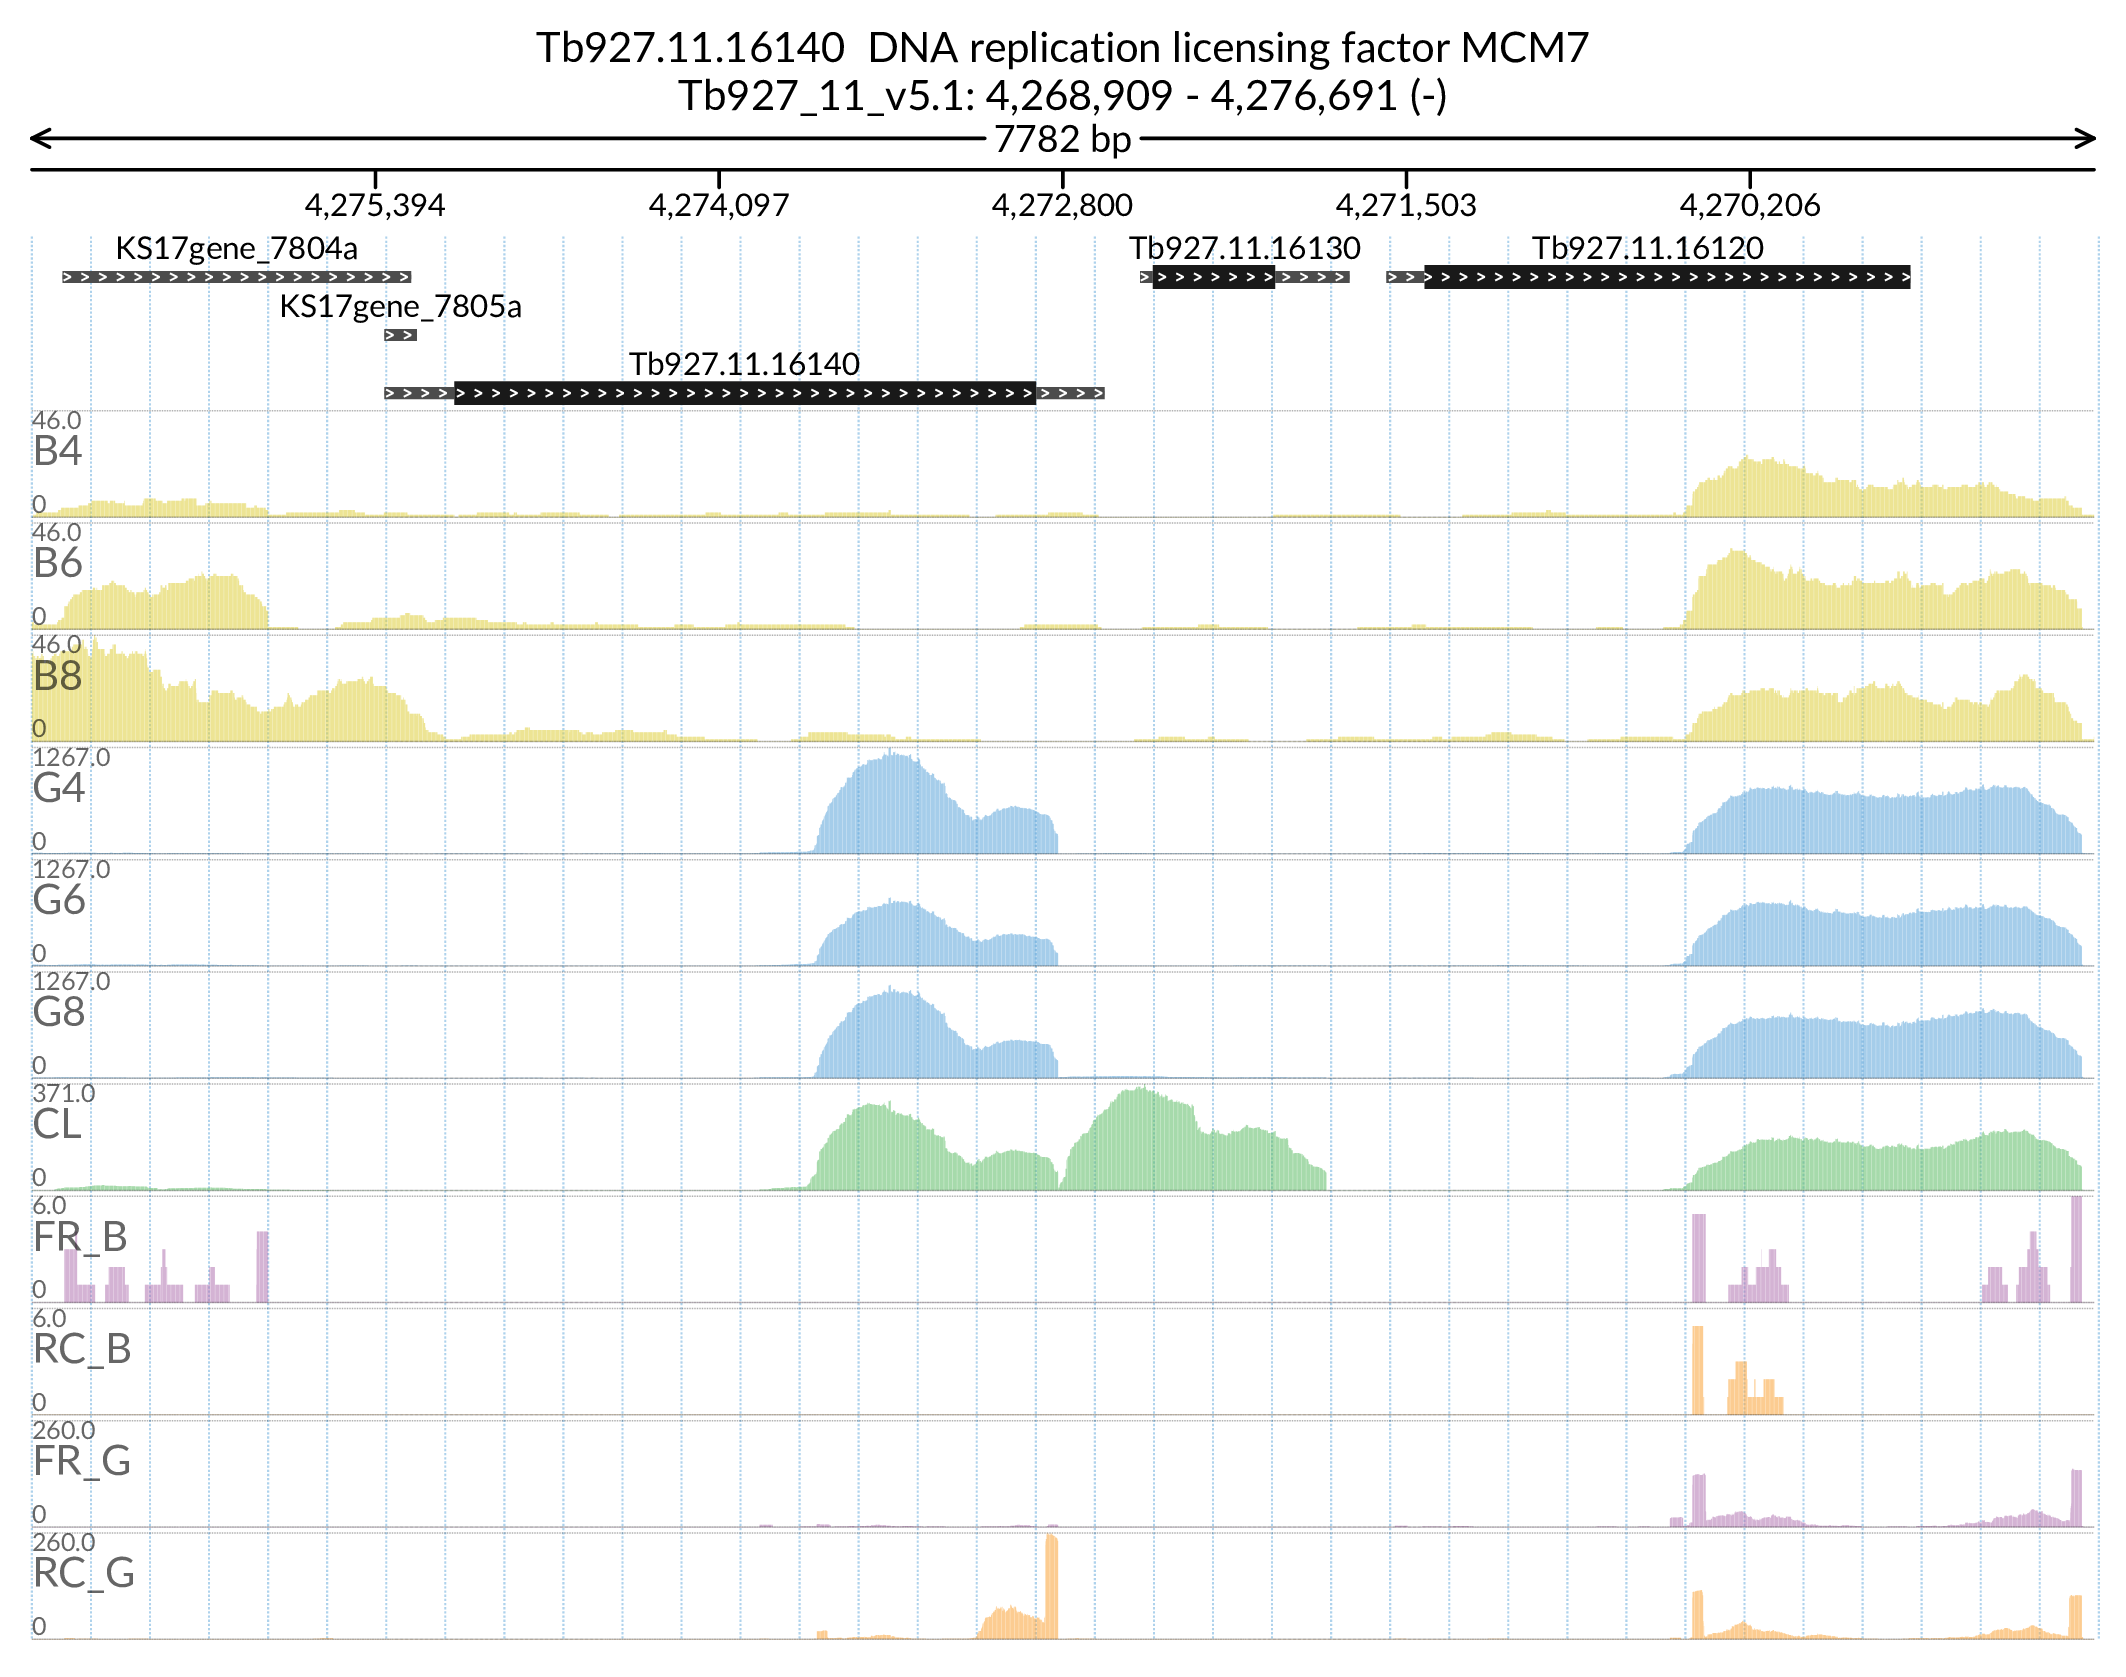 Tb927.11.16140  DNA replication licensing factor MCM7
Tb927_11_v5.1: 4,268,909 - 4,276,691 (-)
7782 bp
4,275,394 4,274,097 4,272,800 4,271,503 4,270,206
KS17gene_7804a Tb927.11.16130 Tb927.11.16120
KS17gene_7805a
Tb927.11.16140
46.0
B4
0
46.0
B6
0
46.0
B8
0
1267.0
G4
0
1267.0
G6
0
1267.0
G8
0
371.0
CL
0
6.0
FR_B
0
6.0
RC_B
0
260.0
FR_G
0
260.0
RC_G
0